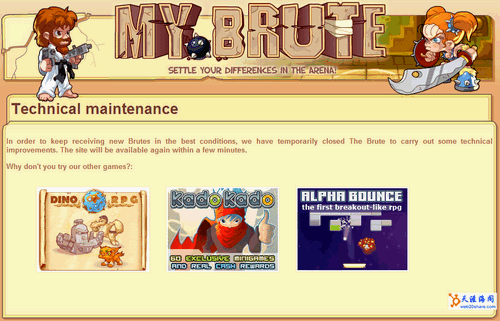 MY BRUTE
SETTLE YOUR DIFFERENCES IN THE ARENA!
Technical maintenance
In order to keep receiving new Brutes in the best conditions, we have temporarily closed The Brute to carry out some technical
improvements. The site will be available again within a few minutes.
Why don't you try our other games?:
DINO RPG
kadokado
60 EXCLUSIVE MINIGAMES
AND REAL CASH REWARDS
ALPHA BOUNCE
the first breakout-like rpg
天涯海阁
web20share.com